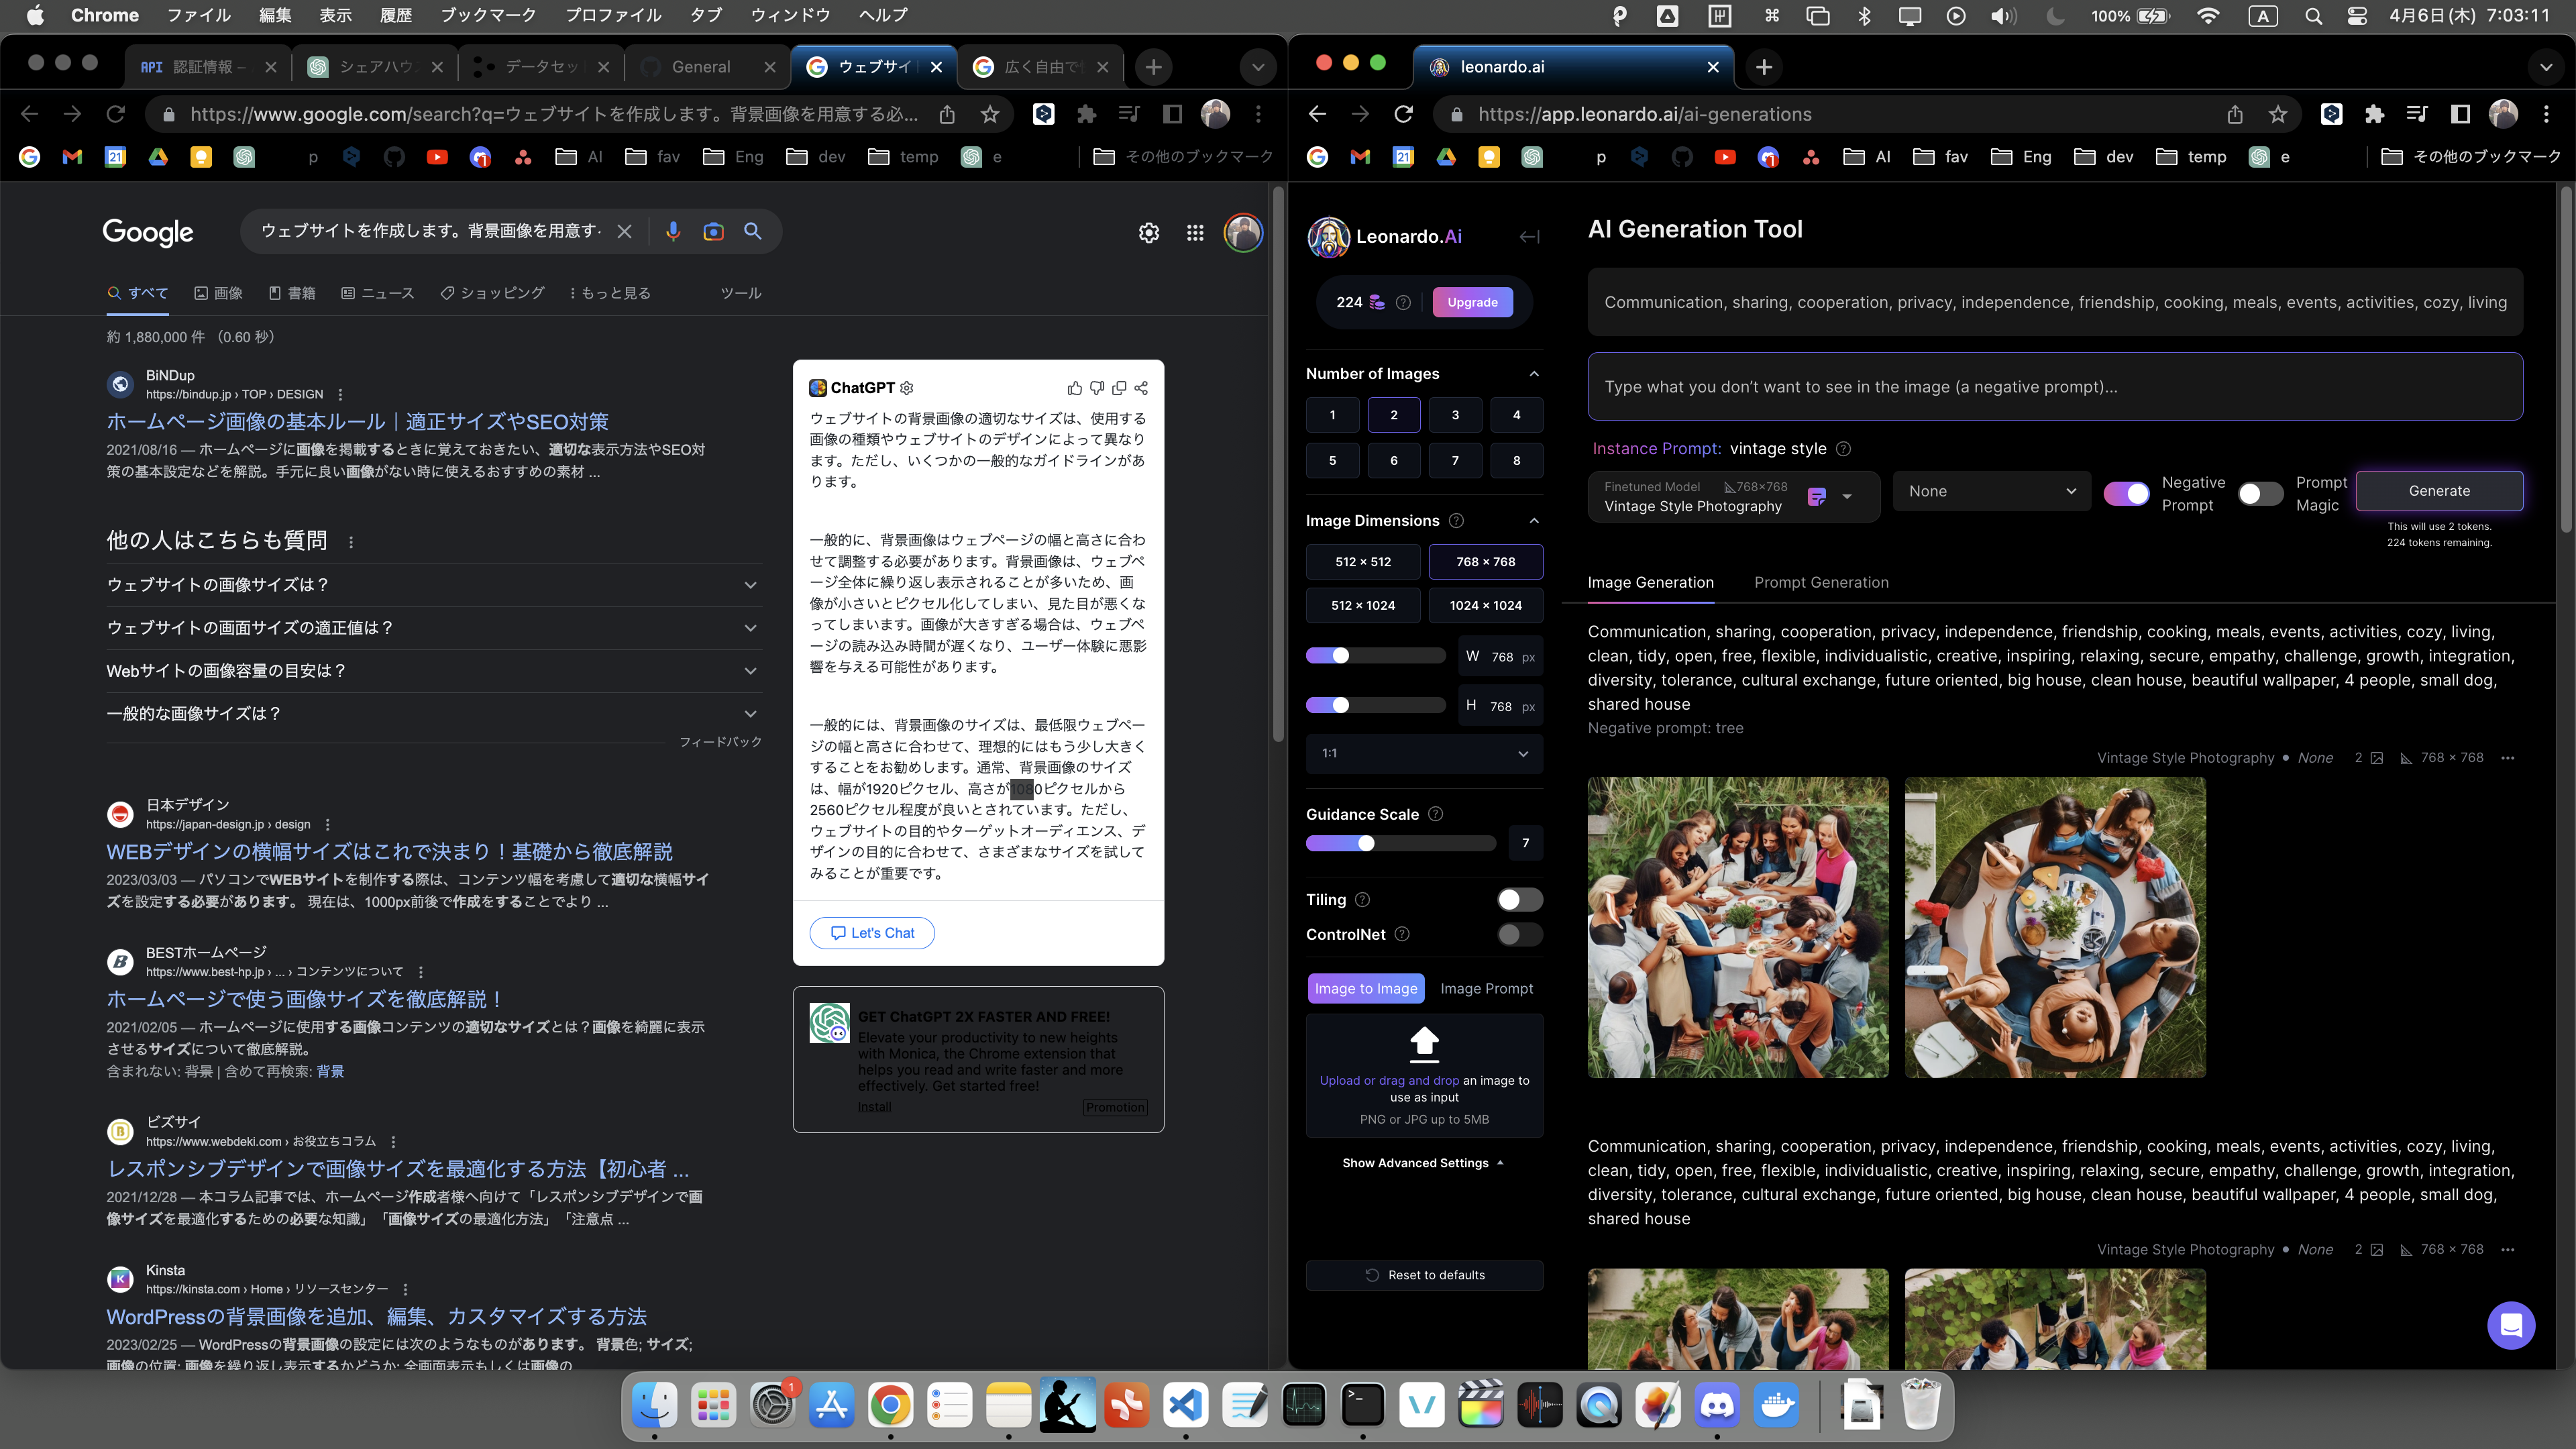 Chrome ファイル 編集 表示 履歴 ブックマーク プロファイル タブ ウィンドウ ヘルプ
100% A 4月6日(木) 7:03:11
API 認証情報 – シェアハウ データセッ General ウェブサイ 広く自由で
https://www.google.com/search?q=ウェブサイトを作成します。背景画像を用意する必...
21 p AI fav Eng dev temp e その他のブックマーク
Google
ウェブサイトを作成します。背景画像を用意す
すべて 画像 書籍 ニュース ショッピング もっと見る ツール
約 1,880,000 件 （0.60 秒）
BiNDup
https://bindup.jp › TOP › DESIGN
ホームページ画像の基本ルール｜適正サイズやSEO対策
2021/08/16 — ホームページに画像を掲載するときに覚えておきたい、適切な表示方法やSEO対
策の基本設定などを解説。手元に良い画像がない時に使えるおすすめの素材 ...
他の人はこちらも質問
ウェブサイトの画像サイズは？
ウェブサイトの画面サイズの適正値は？
Webサイトの画像容量の目安は？
一般的な画像サイズは？
フィードバック
日本デザイン
https://japan-design.jp › design
WEBデザインの横幅サイズはこれで決まり！基礎から徹底解説
2023/03/03 — パソコンでWEBサイトを制作する際は、コンテンツ幅を考慮して適切な横幅サイ
ズを設定する必要があります。 現在は、1000px前後で作成をすることでより ...
BESTホームページ
https://www.best-hp.jp › ... › コンテンツについて
ホームページで使う画像サイズを徹底解説！
2021/02/05 — ホームページに使用する画像コンテンツの適切なサイズとは？画像を綺麗に表示
させるサイズについて徹底解説。
含まれない: 背景 | 含めて再検索: 背景
ビズサイ
https://www.webdeki.com › お役立ちコラム
レスポンシブデザインで画像サイズを最適化する方法【初心者 ...
2021/12/28 — 本コラム記事では、ホームページ作成者様へ向けて「レスポンシブデザインで画
像サイズを最適化するための必要な知識」「画像サイズの最適化方法」「注意点 ...
Kinsta
https://kinsta.com › Home › リソースセンター
WordPressの背景画像を追加、編集、カスタマイズする方法
2023/02/25 — WordPressの背景画像の設定には次のようなものがあります。 背景色; サイズ;
画像の位置; 画像を繰り返し表示するかどうか; 全画面表示もしくは画像の
ChatGPT
ウェブサイトの背景画像の適切なサイズは、使用する
画像の種類やウェブサイトのデザインによって異なり
ます。ただし、いくつかの一般的なガイドラインがあ
ります。
一般的に、背景画像はウェブページの幅と高さに合わ
せて調整する必要があります。背景画像は、ウェブペ
ージ全体に繰り返し表示されることが多いため、画
像が小さいとピクセル化してしまい、見た目が悪くな
ってしまいます。画像が大きすぎる場合は、ウェブペ
ージの読み込み時間が遅くなり、ユーザー体験に悪影
響を与える可能性があります。
一般的には、背景画像のサイズは、最低限ウェブペー
ジの幅と高さに合わせて、理想的にはもう少し大きく
することをお勧めします。通常、背景画像のサイズ
は、幅が1920ピクセル、高さが1080ピクセルから
2560ピクセル程度が良いとされています。ただし、
ウェブサイトの目的やターゲットオーディエンス、デ
ザインの目的に合わせて、さまざまなサイズを試して
みることが重要です。
Let's Chat
GET ChatGPT 2X FASTER AND FREE!
Elevate your productivity to new heights
with Monica, the Chrome extension that
helps you read and write faster and more
effectively. Get started free!
Install Promotion
leonardo.ai
https://app.leonardo.ai/ai-generations
21 p AI fav Eng dev temp e その他のブックマーク
Leonardo.Ai
224 Upgrade
Number of Images
1 2 3 4
5 6 7 8
Image Dimensions
512 × 512 768 × 768
512 × 1024 1024 × 1024
W 768 px
H 768 px
1:1
Guidance Scale
7
Tiling
ControlNet
Image to Image Image Prompt
Upload or drag and drop an image to
use as input
PNG or JPG up to 5MB
Show Advanced Settings
Reset to defaults
AI Generation Tool
Communication, sharing, cooperation, privacy, independence, friendship, cooking, meals, events, activities, cozy, living
Type what you don't want to see in the image (a negative prompt)...
Instance Prompt: vintage style
Finetuned Model 768×768
Vintage Style Photography
None
Negative
Prompt
Prompt
Magic
Generate
This will use 2 tokens.
224 tokens remaining.
Image Generation Prompt Generation
Communication, sharing, cooperation, privacy, independence, friendship, cooking, meals, events, activities, cozy, living,
clean, tidy, open, free, flexible, individualistic, creative, inspiring, relaxing, secure, empathy, challenge, growth, integration,
diversity, tolerance, cultural exchange, future oriented, big house, clean house, beautiful wallpaper, 4 people, small dog,
shared house
Negative prompt: tree
Vintage Style Photography • None 2 768 × 768
Communication, sharing, cooperation, privacy, independence, friendship, cooking, meals, events, activities, cozy, living,
clean, tidy, open, free, flexible, individualistic, creative, inspiring, relaxing, secure, empathy, challenge, growth, integration,
diversity, tolerance, cultural exchange, future oriented, big house, clean house, beautiful wallpaper, 4 people, small dog,
shared house
Vintage Style Photography • None 2 768 × 768
1